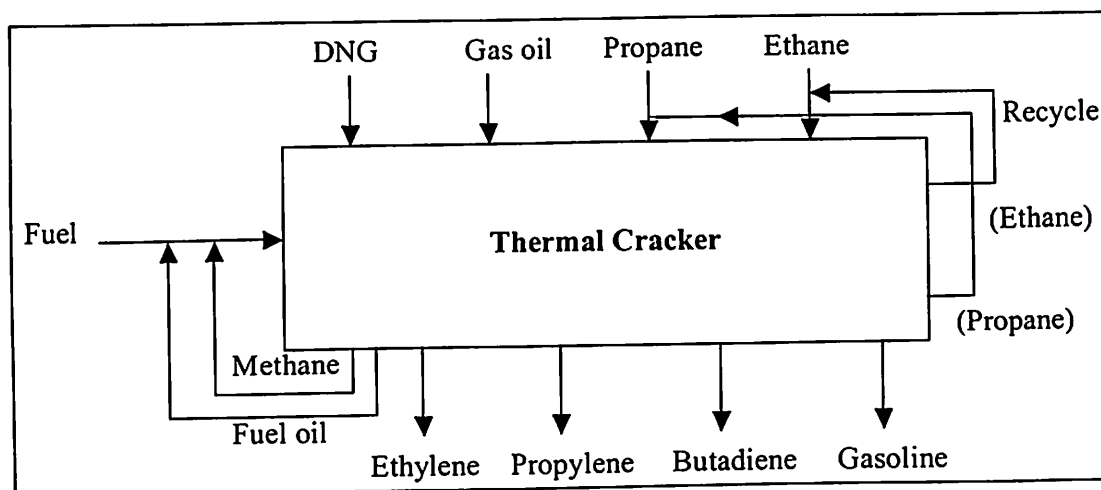 DNG Gas oil Propane Ethane
Recycle
Fuel
Thermal Cracker
(Ethane)
(Propane)
Methane
Fuel oil
Ethylene Propylene Butadiene Gasoline